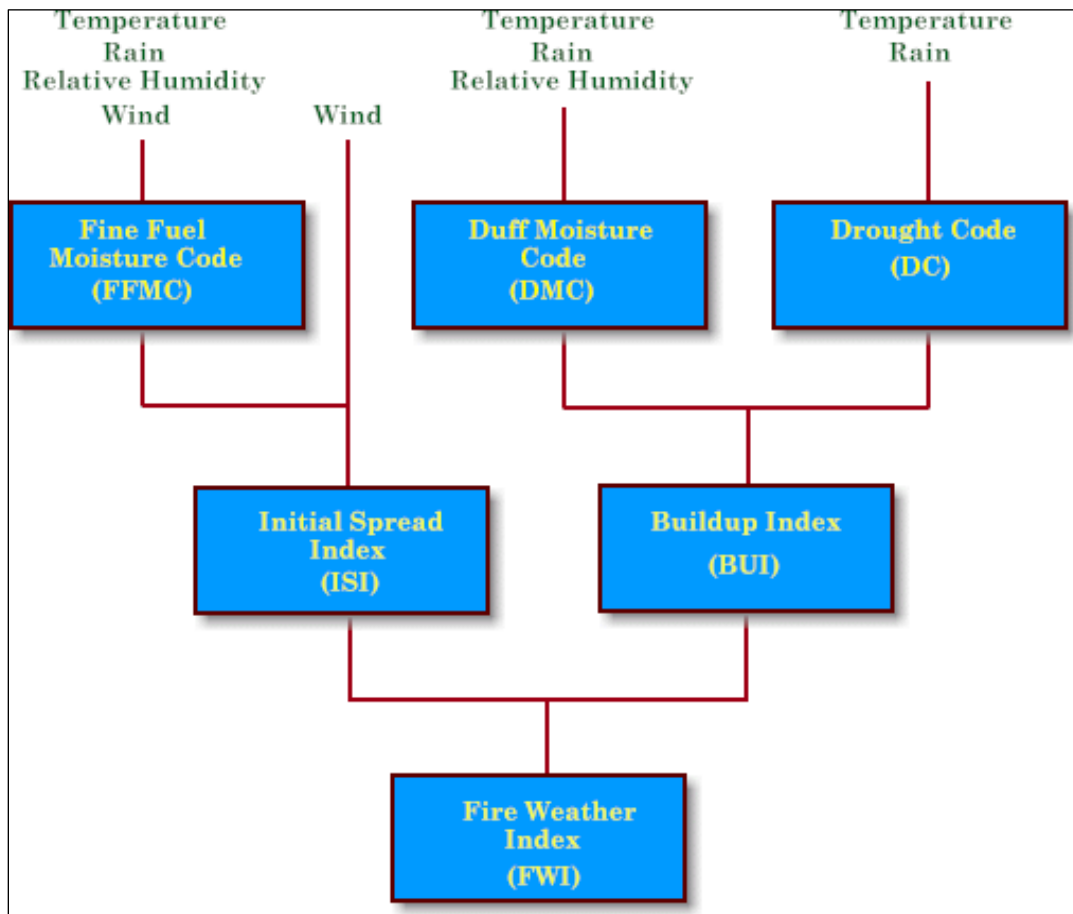 Temperature
Rain
Relative Humidity
Wind
Wind
Temperature
Rain
Relative Humidity
Temperature
Rain
Fine Fuel
Moisture Code
(FFMC)
Duff Moisture
Code
(DMC)
Drought Code
(DC)
Initial Spread
Index
(ISI)
Buildup Index
(BUI)
Fire Weather
Index
(FWI)